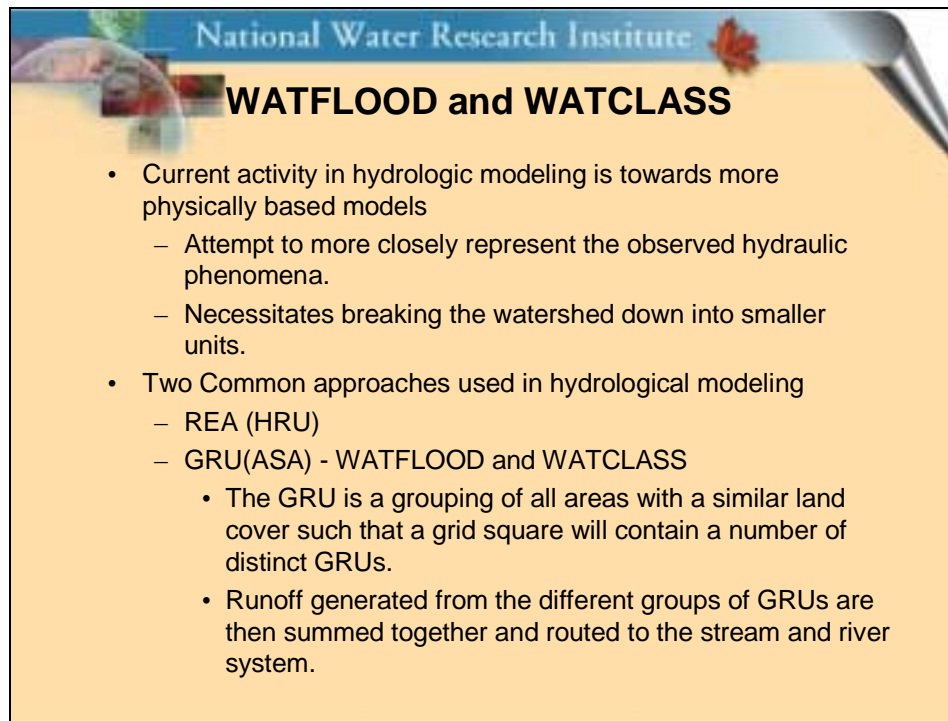 National Water Research Institute
WATFLOOD and WATCLASS
• Current activity in hydrologic modeling is towards more
physically based models
– Attempt to more closely represent the observed hydraulic
phenomena.
– Necessitates breaking the watershed down into smaller
units.
• Two Common approaches used in hydrological modeling
– REA (HRU)
– GRU(ASA) - WATFLOOD and WATCLASS
• The GRU is a grouping of all areas with a similar land
cover such that a grid square will contain a number of
distinct GRUs.
• Runoff generated from the different groups of GRUs are
then summed together and routed to the stream and river
system.